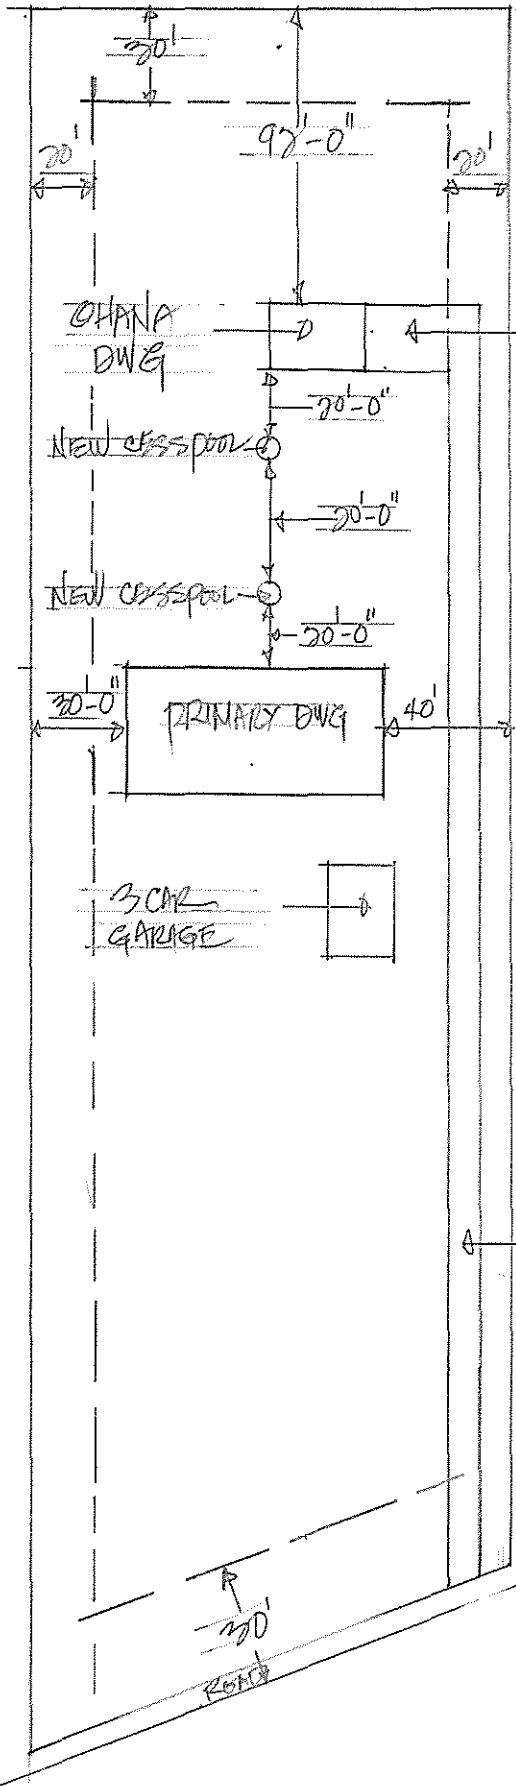 30'
92'-0"
20'
20'
OHANA
DWG
20'-0"
NEW CESSPOOL
20'-0"
NEW CESSPOOL
20-0"
30-0"
PRIMARY DWG
40'
3 CAR
GARAGE
30'
ROAD